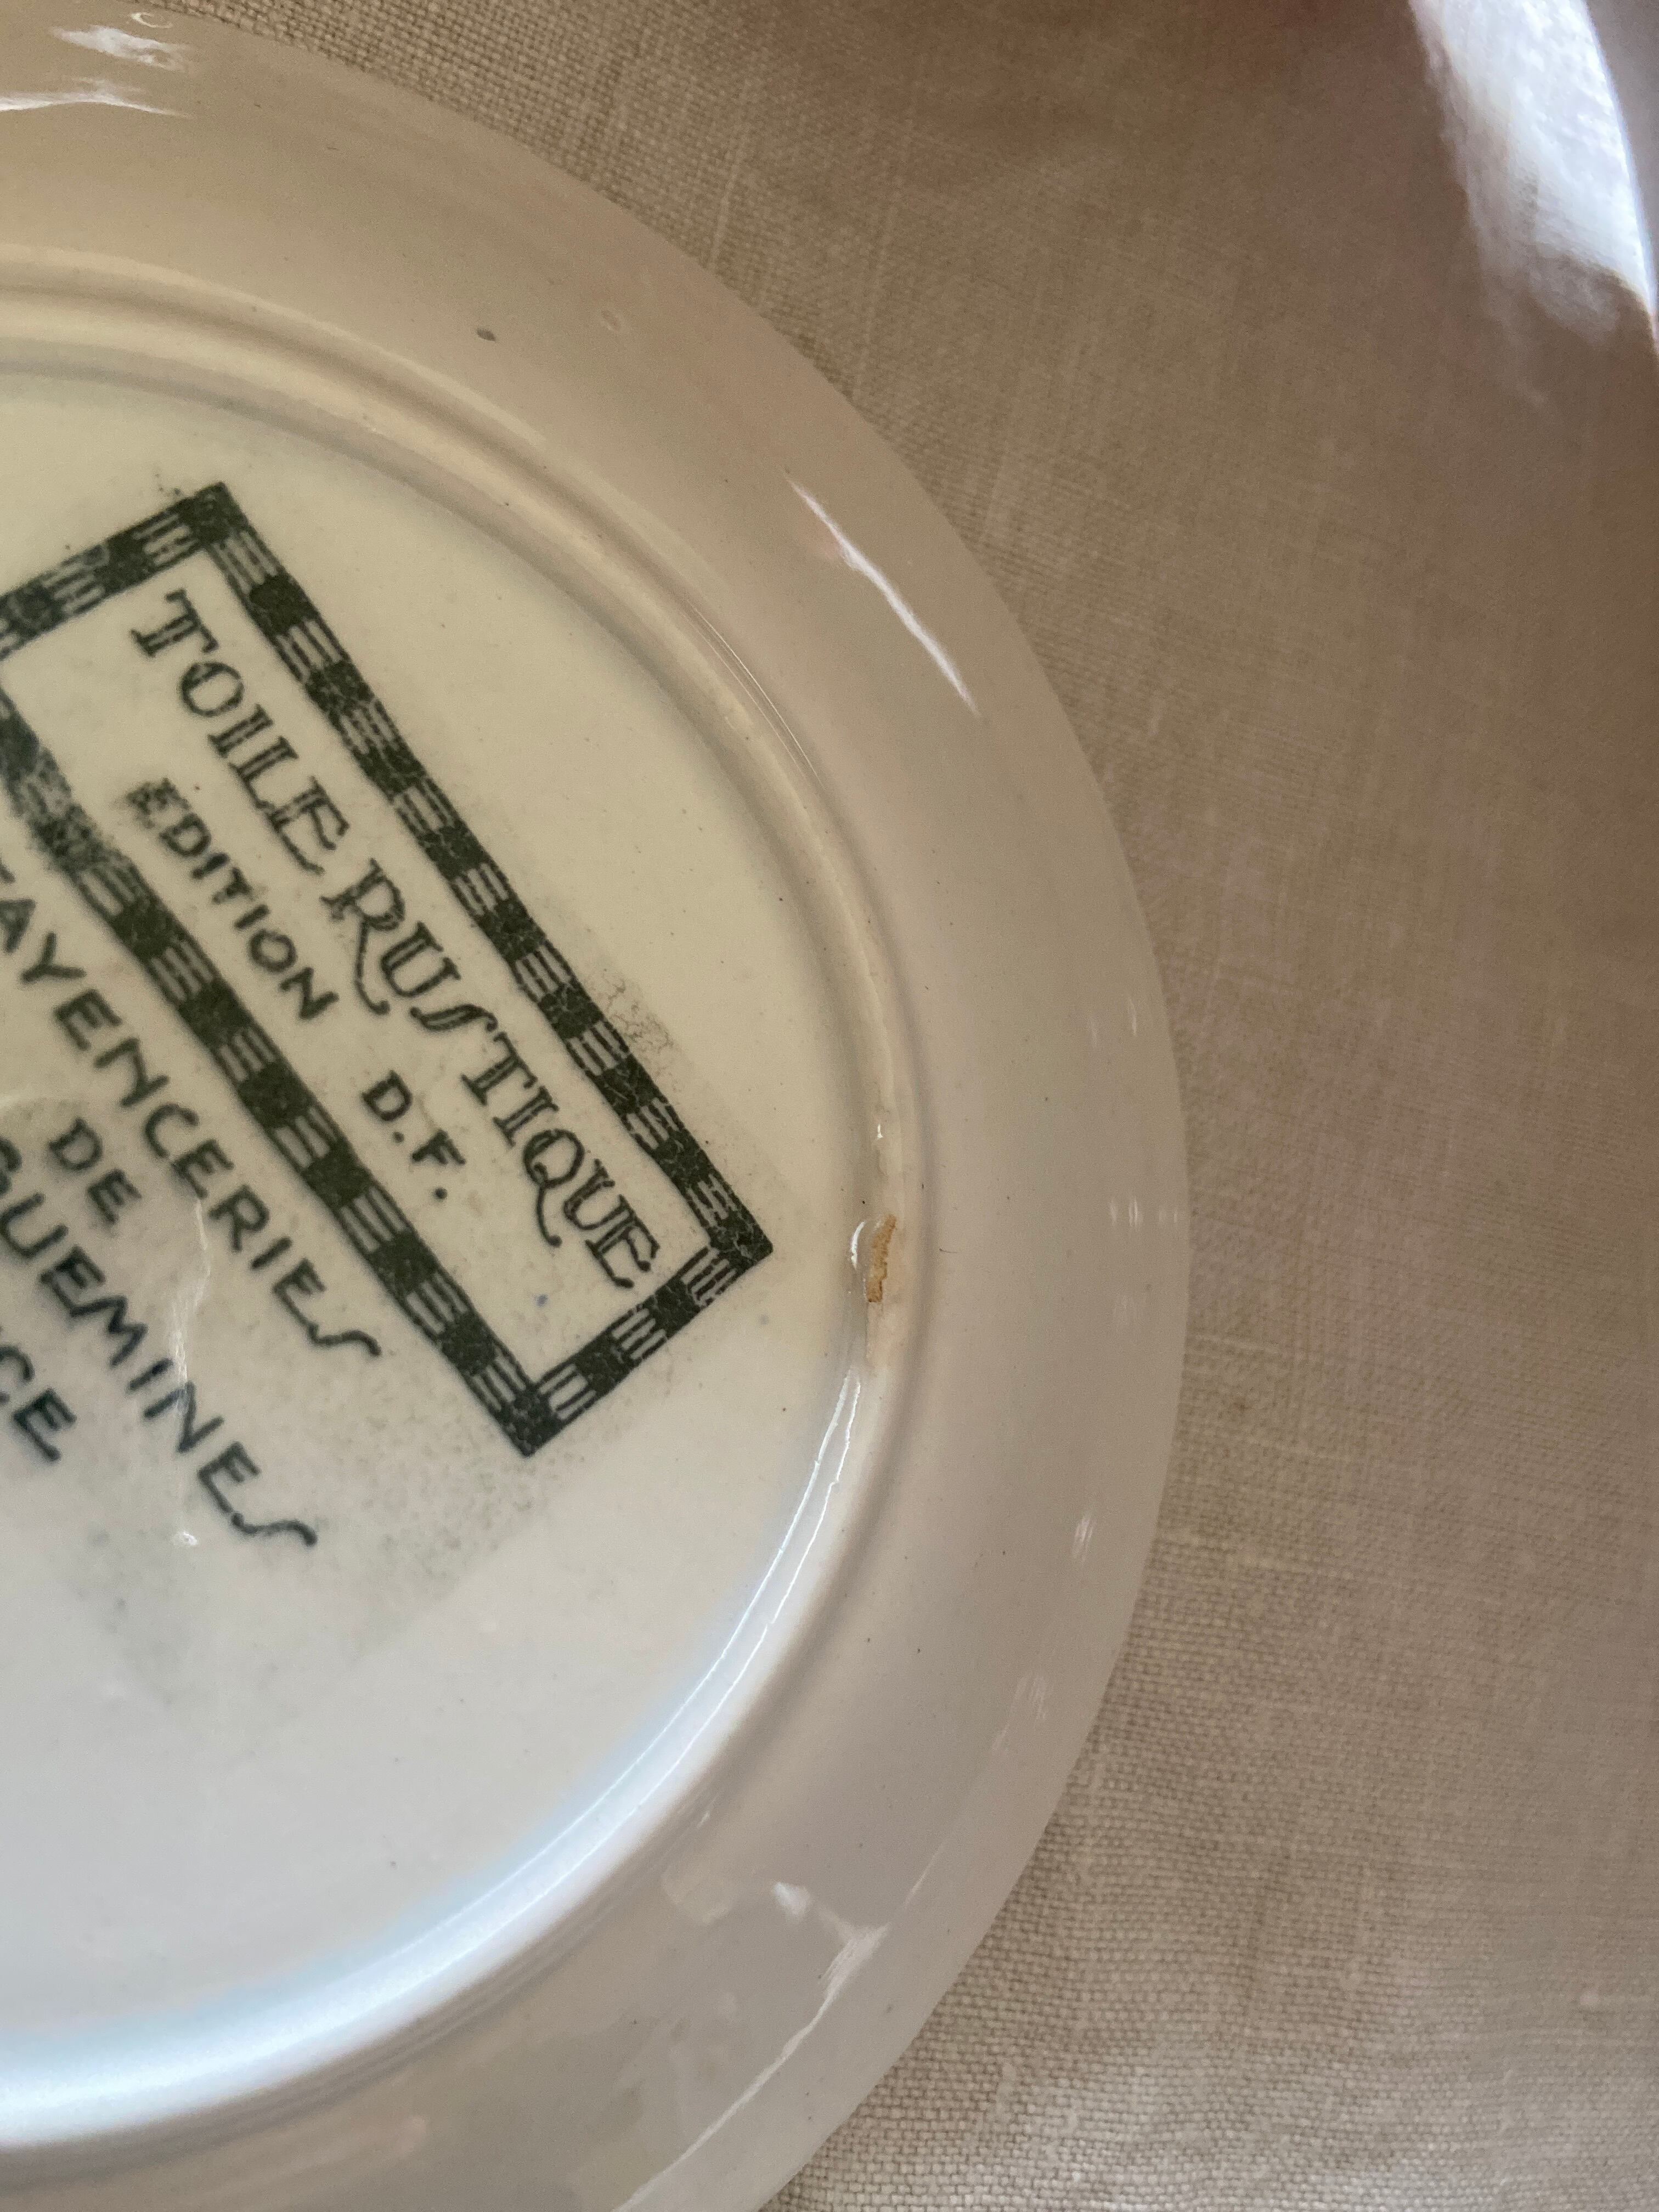 TOILE RUSTIQUE
EDITION D.F.
FAYENCERIES
DE
GUEMINES
CE